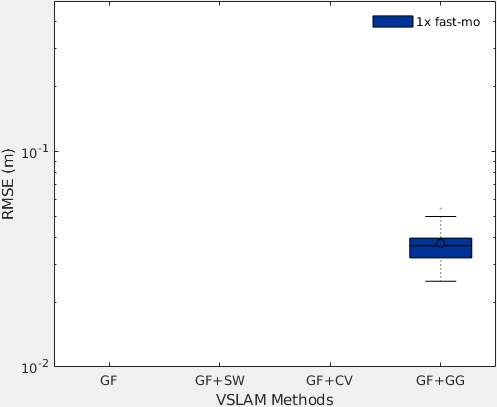 1x fast-mo
RMSE (m)
10^-1
10^-2
GF
GF+SW
GF+CV
GF+GG
VSLAM Methods